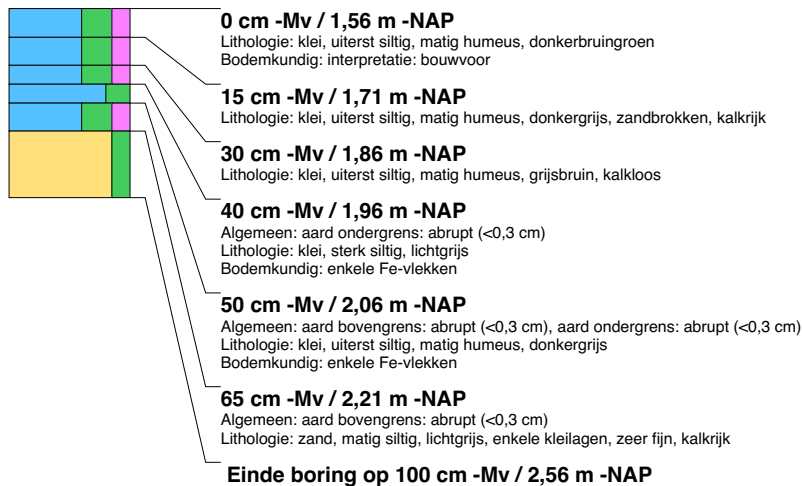 0 cm -Mv / 1,56 m -NAP
Lithologie: klei, uiterst siltig, matig humeus, donkerbruingroen
Bodemkundig: interpretatie: bouwvoor
15 cm -Mv / 1,71 m -NAP
Lithologie: klei, uiterst siltig, matig humeus, donkergrijs, zandbrokken, kalkrijk
30 cm -Mv / 1,86 m -NAP
Lithologie: klei, uiterst siltig, matig humeus, grijsbruin, kalkloos
40 cm -Mv / 1,96 m -NAP
Algemeen: aard ondergrens: abrupt (<0,3 cm)
Lithologie: klei, sterk siltig, lichtgrijs
Bodemkundig: enkele Fe-vlekken
50 cm -Mv / 2,06 m -NAP
Algemeen: aard bovengrens: abrupt (<0,3 cm), aard ondergrens: abrupt (<0,3 cm)
Lithologie: klei, uiterst siltig, matig humeus, donkergrijs
Bodemkundig: enkele Fe-vlekken
65 cm -Mv / 2,21 m -NAP
Algemeen: aard bovengrens: abrupt (<0,3 cm)
Lithologie: zand, matig siltig, lichtgrijs, enkele kleilagen, zeer fijn, kalkrijk
Einde boring op 100 cm -Mv / 2,56 m -NAP